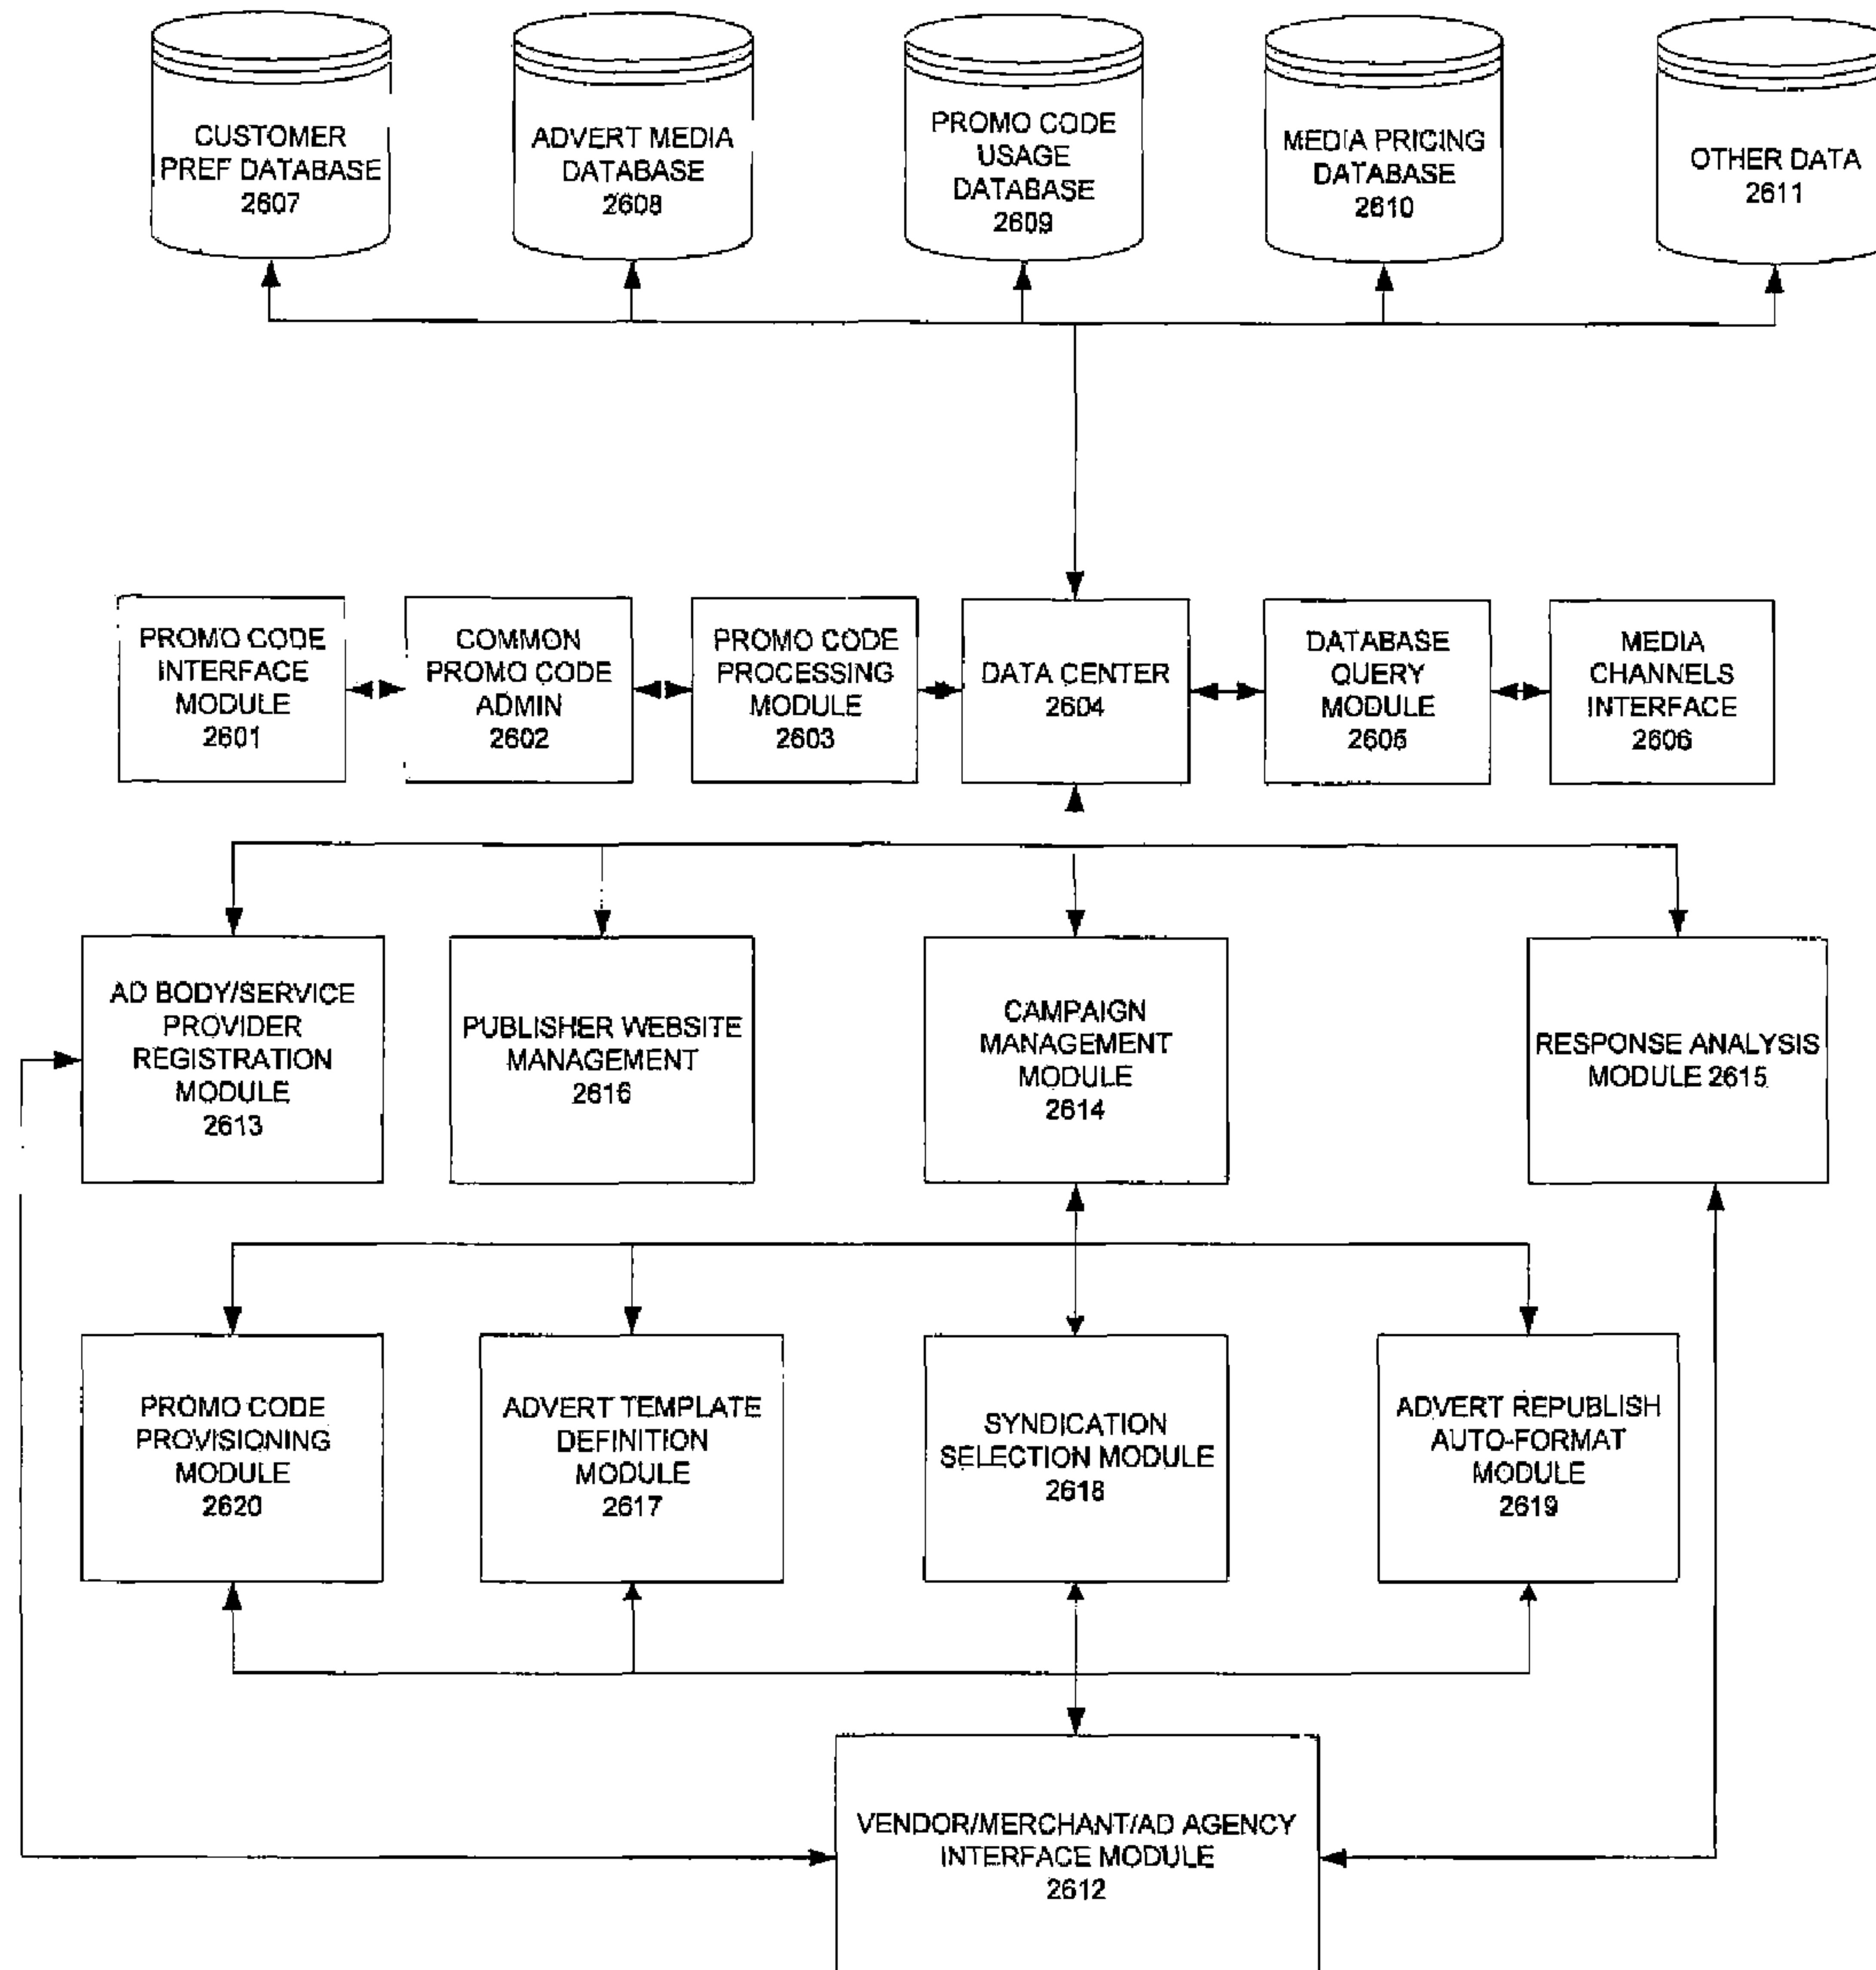 CUSTOMER
PREF DATABASE
2607
ADVERT MEDIA
DATABASE
2608
PROMO CODE
USAGE
DATABASE
2609
MEDIA PRICING
DATABASE
2610
OTHER DATA
2611
PROMO CODE
INTERFACE
MODULE
2601
COMMON
PROMO CODE
ADMIN
2602
PROMO CODE
PROCESSING
MODULE
2603
DATA CENTER
2604
DATABASE
QUERY
MODULE
2605
MEDIA
CHANNELS
INTERFACE
2606
AD BODY/SERVICE
PROVIDER
REGISTRATION
MODULE
2613
PUBLISHER WEBSITE
MANAGEMENT
2616
CAMPAIGN
MANAGEMENT
MODULE
2614
RESPONSE ANALYSIS
MODULE 2615
PROMO CODE
PROVISIONING
MODULE
2620
ADVERT TEMPLATE
DEFINITION
MODULE
2617
SYNDICATION
SELECTION MODULE
2618
ADVERT REPUBLISH
AUTO-FORMAT
MODULE
2619
VENDOR/MERCHANT/AD AGENCY
INTERFACE MODULE
2612